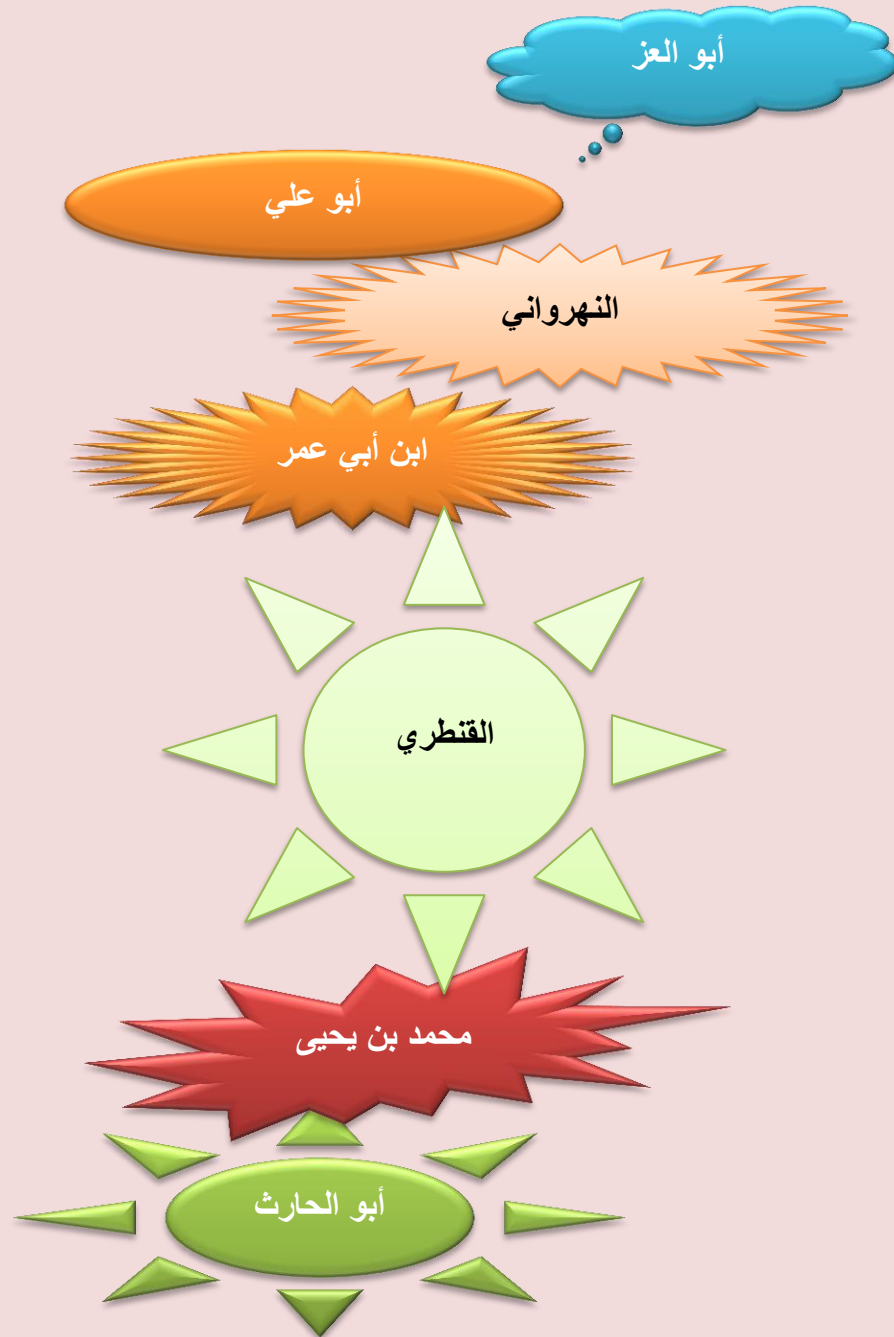 أبو العز
أبو علي
النهرواني
ابن أبي عمر
القنطري
محمد بن يحيى
أبو الحارث